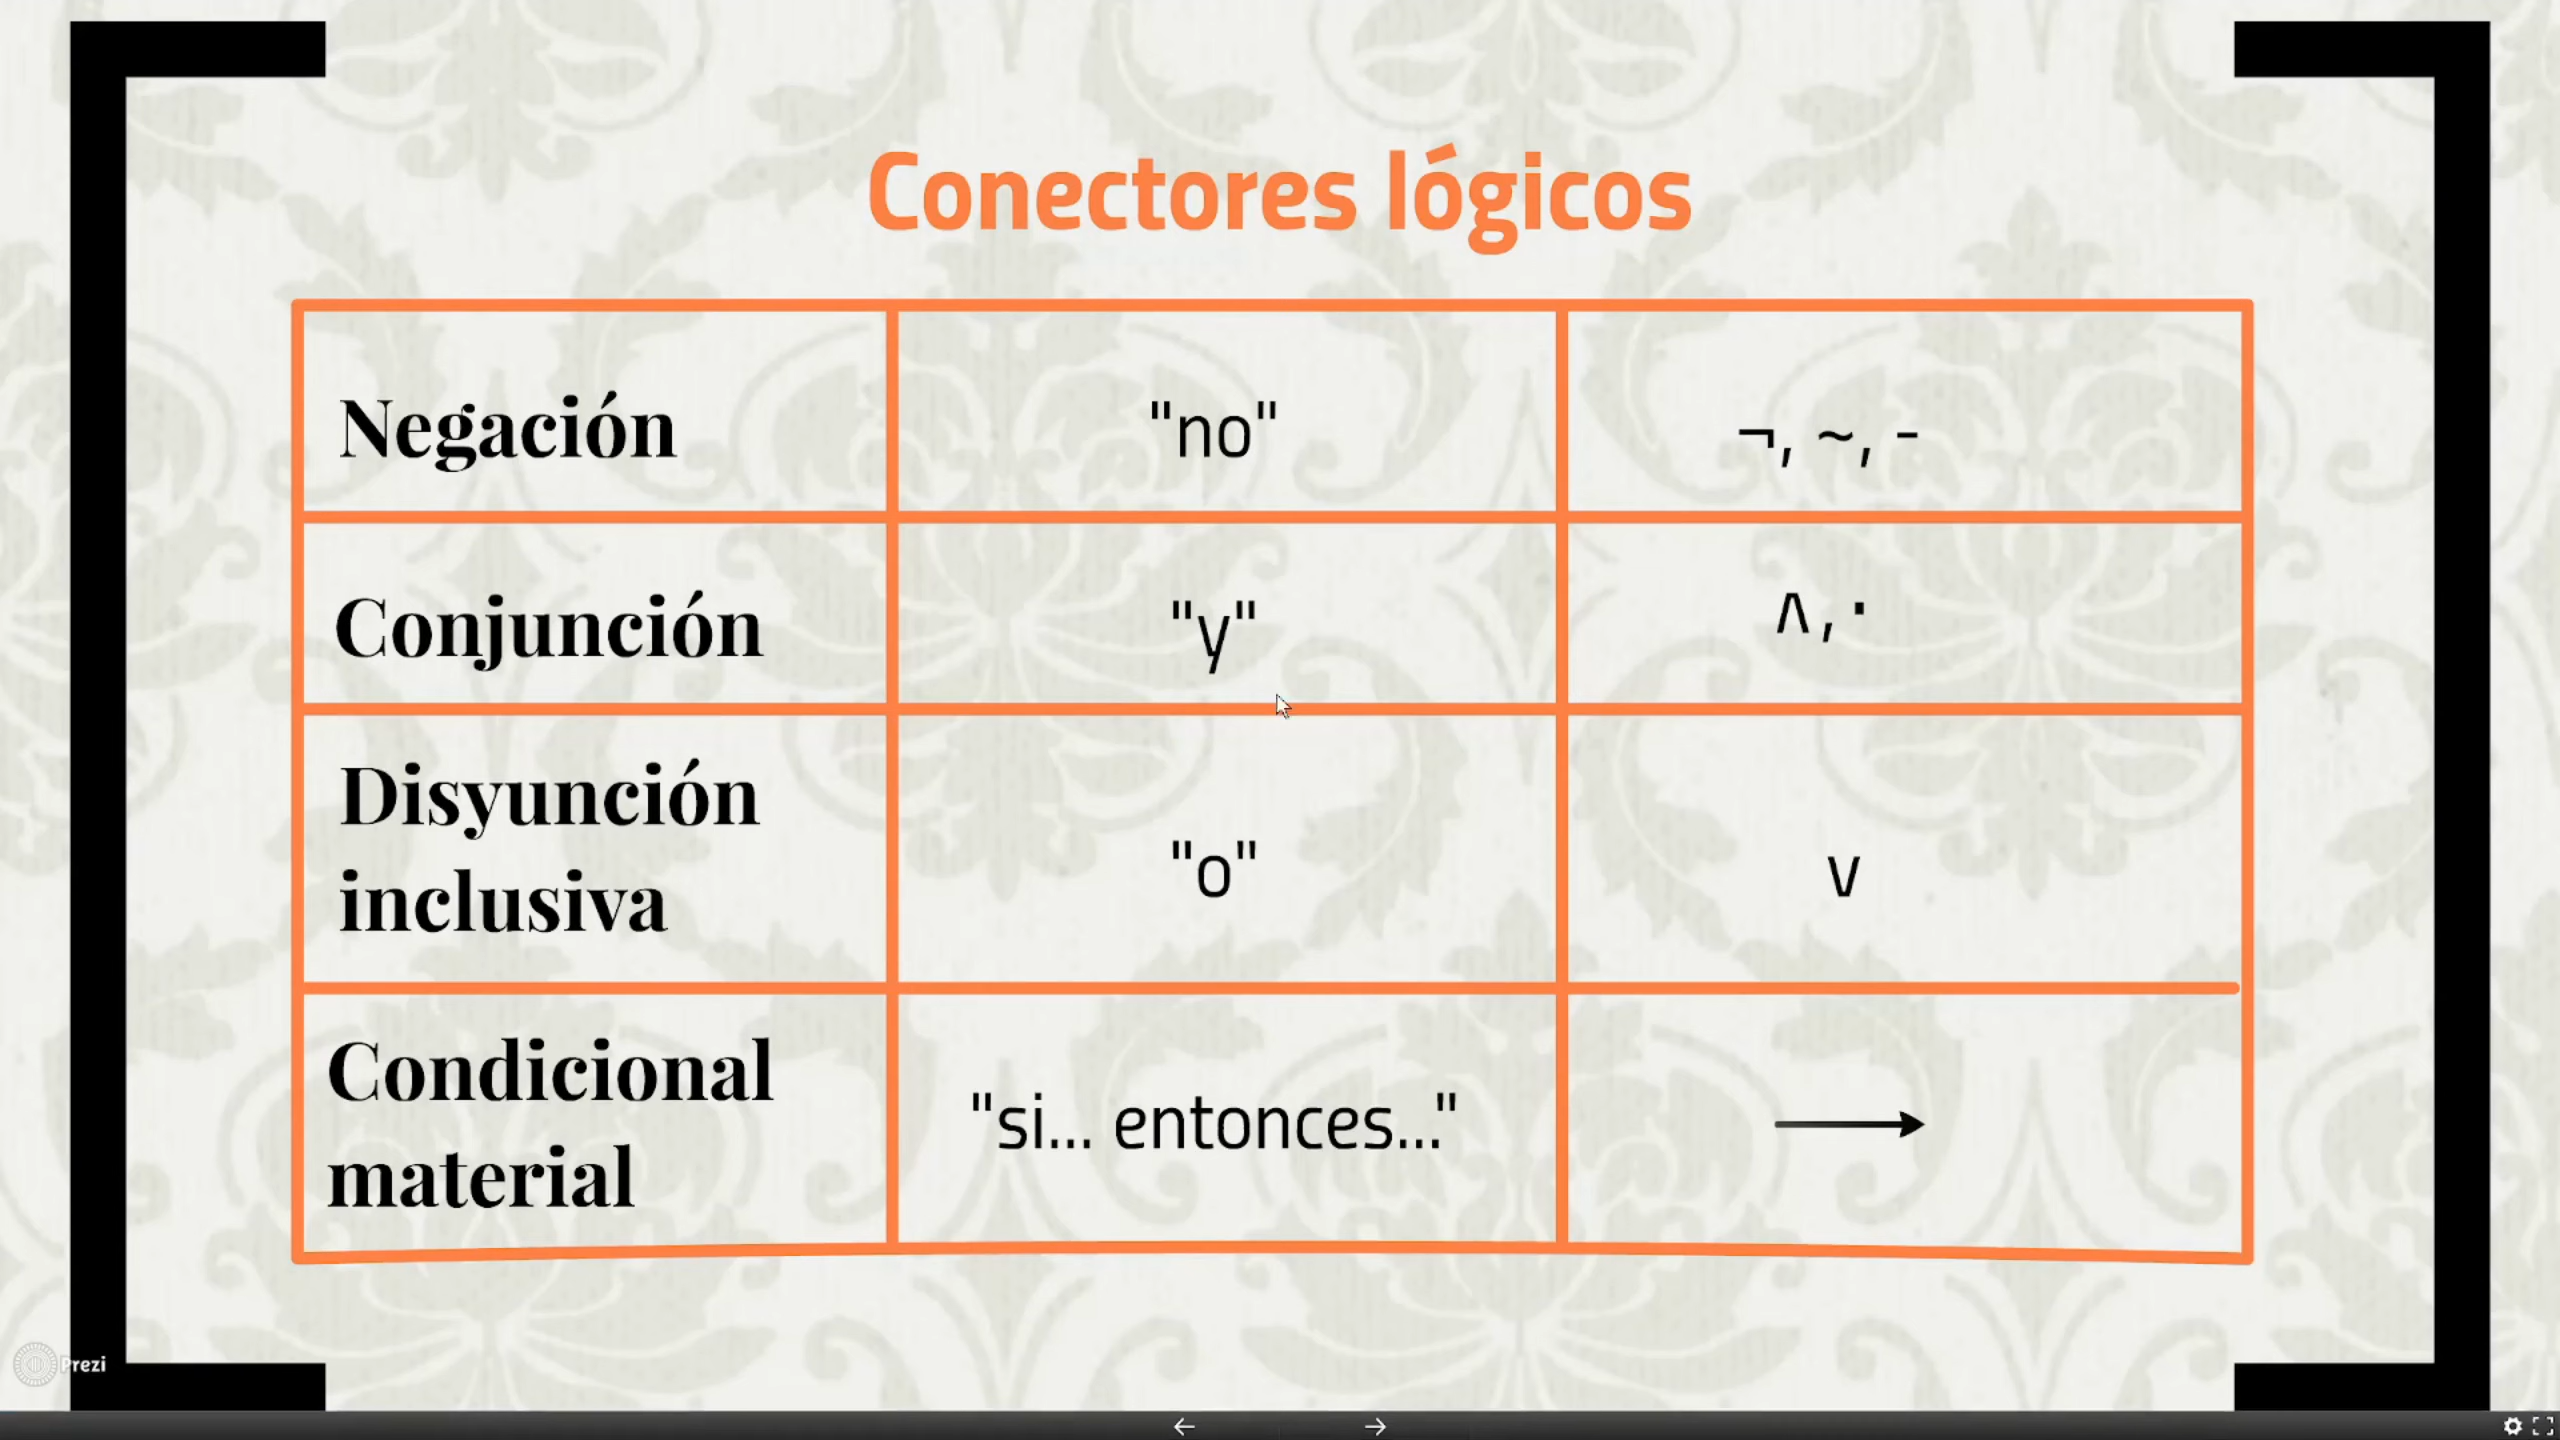 Conectores lógicos
Negación "no" ¬, ~, -
Conjunción "y" ∧, ·
Disyunción
inclusiva "o" ∨
Condicional
material "si... entonces..." →
Prezi